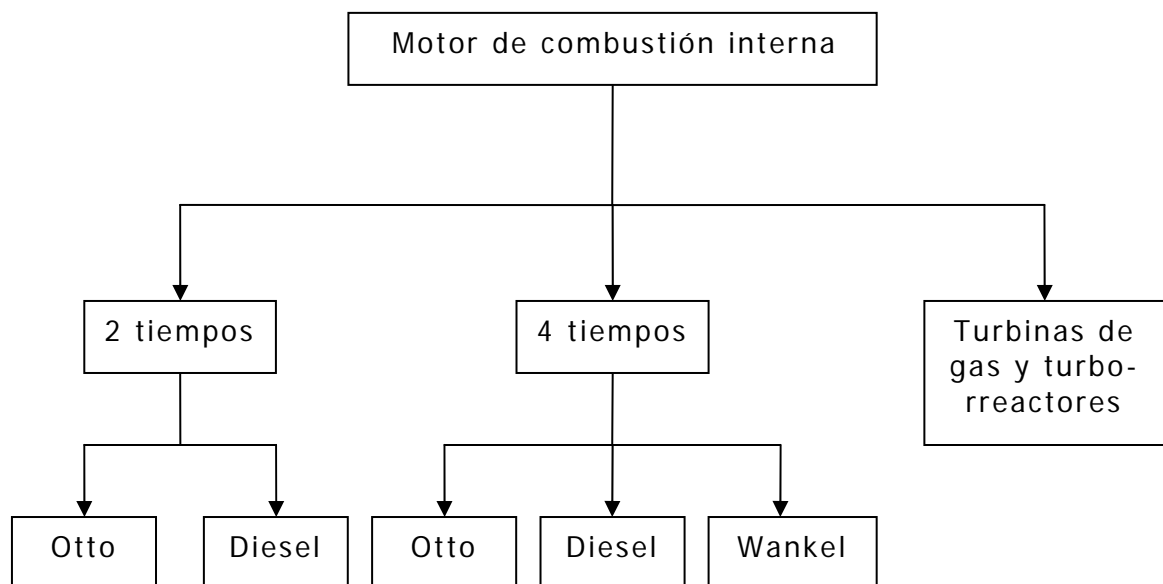 Motor de combustión interna
2 tiempos
4 tiempos
Turbinas de
gas y turbo-
rreactores
Otto
Diesel
Otto
Diesel
Wankel